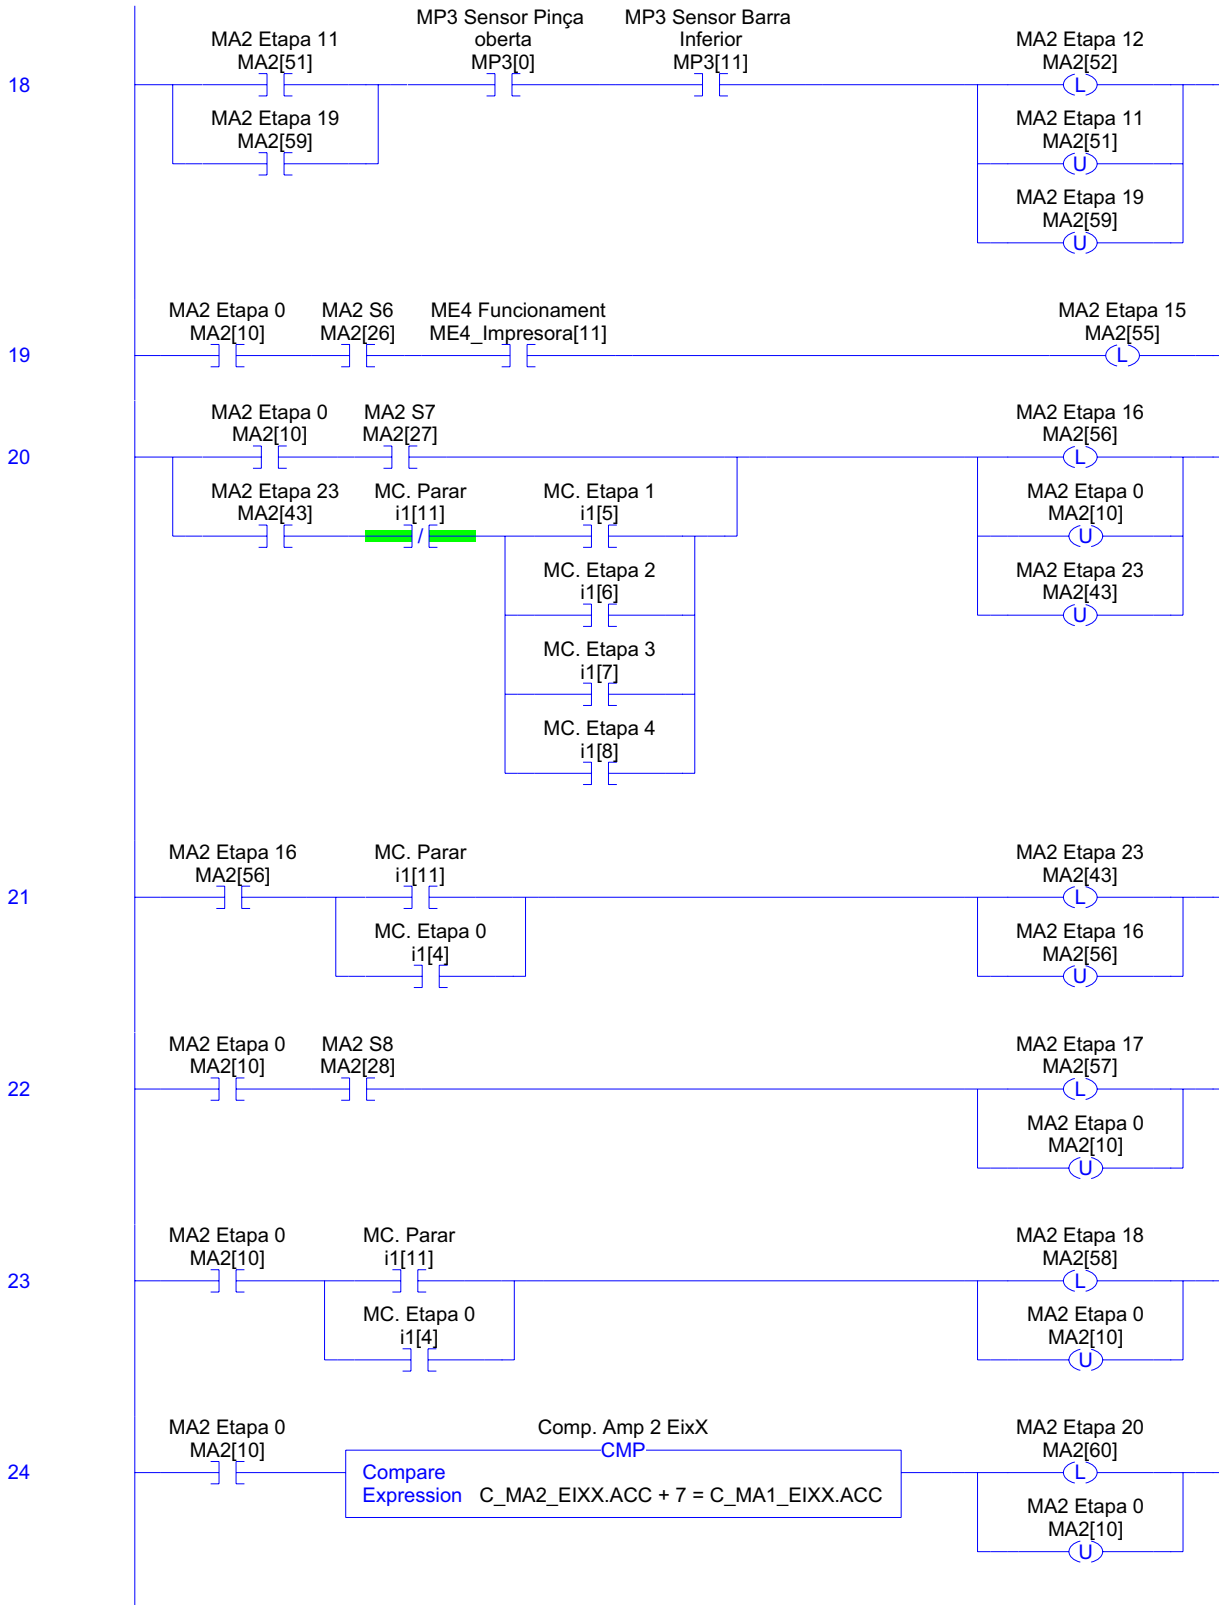 MP3 Sensor Pinça MP3 Sensor Barra
MA2 Etapa 11 oberta Inferior MA2 Etapa 12
MA2[51] MP3[0] MP3[11] MA2[52]
18 L
MA2 Etapa 19 MA2 Etapa 11
MA2[59] MA2[51]
U
MA2 Etapa 19
MA2[59]
U
MA2 Etapa 0 MA2 S6 ME4 Funcionament MA2 Etapa 15
MA2[10] MA2[26] ME4_Impresora[11] MA2[55]
19 L
MA2 Etapa 0 MA2 S7 MA2 Etapa 16
MA2[10] MA2[27] MA2[56]
20 L
MA2 Etapa 23 MC. Parar MC. Etapa 1 MA2 Etapa 0
MA2[43] i1[11] i1[5] MA2[10]
/ U
MC. Etapa 2 MA2 Etapa 23
i1[6] MA2[43]
U
MC. Etapa 3
i1[7]
MC. Etapa 4
i1[8]
MA2 Etapa 16 MC. Parar MA2 Etapa 23
MA2[56] i1[11] MA2[43]
21 L
MC. Etapa 0 MA2 Etapa 16
i1[4] MA2[56]
U
MA2 Etapa 0 MA2 S8 MA2 Etapa 17
MA2[10] MA2[28] MA2[57]
22 L
MA2 Etapa 0
MA2[10]
U
MA2 Etapa 0 MC. Parar MA2 Etapa 18
MA2[10] i1[11] MA2[58]
23 L
MC. Etapa 0 MA2 Etapa 0
i1[4] MA2[10]
U
MA2 Etapa 0 Comp. Amp 2 EixX MA2 Etapa 20
MA2[10] CMP MA2[60]
24 Compare L
Expression C_MA2_EIXX.ACC + 7 = C_MA1_EIXX.ACC
MA2 Etapa 0
MA2[10]
U